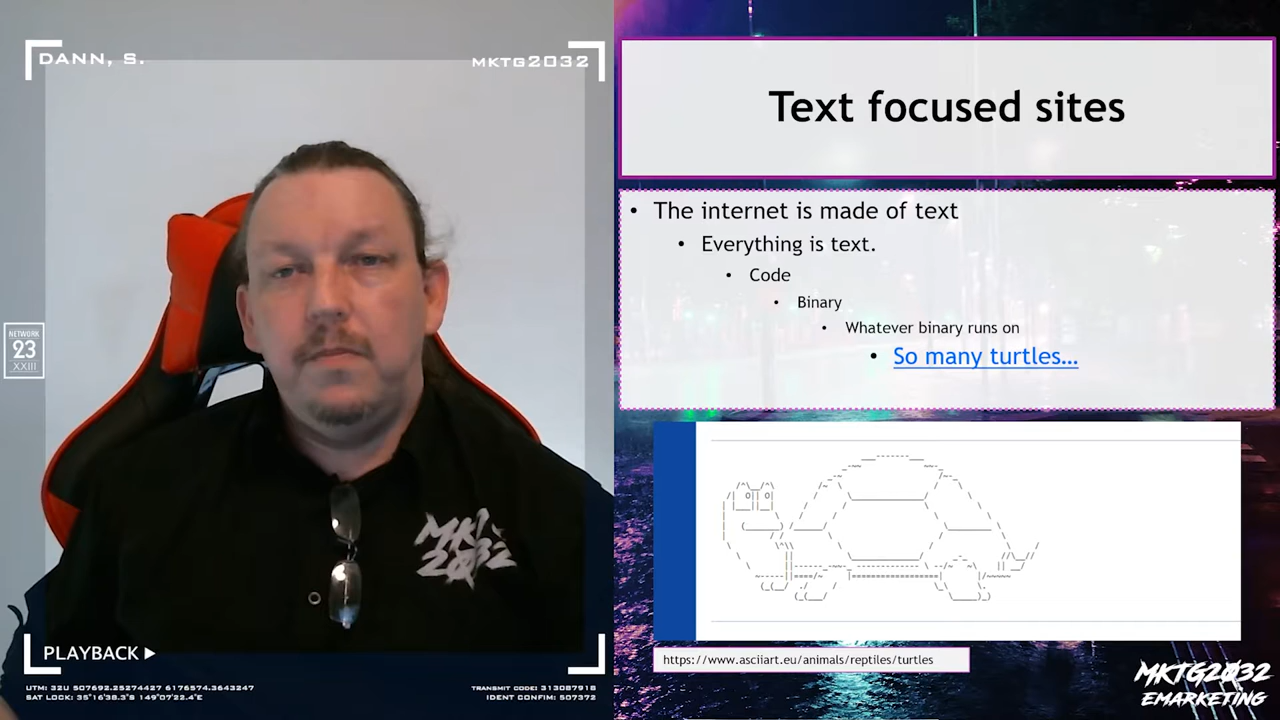 DANN, S.
MKTG2032
NETWORK
23
XXIII
MKT
2032
PLAYBACK
UTM: 32U 507692.25274427 6176574.3643247
SAT LOCK: 35°16'38.3"S 149°07'22.4"E
TRANSMIT CODE: 313087918
IDENT CONFIM: 507372
Text focused sites
• The internet is made of text
• Everything is text.
• Code
• Binary
• Whatever binary runs on
• So many turtles...
https://www.asciiart.eu/animals/reptiles/turtles
MKTG2032
EMARKETING